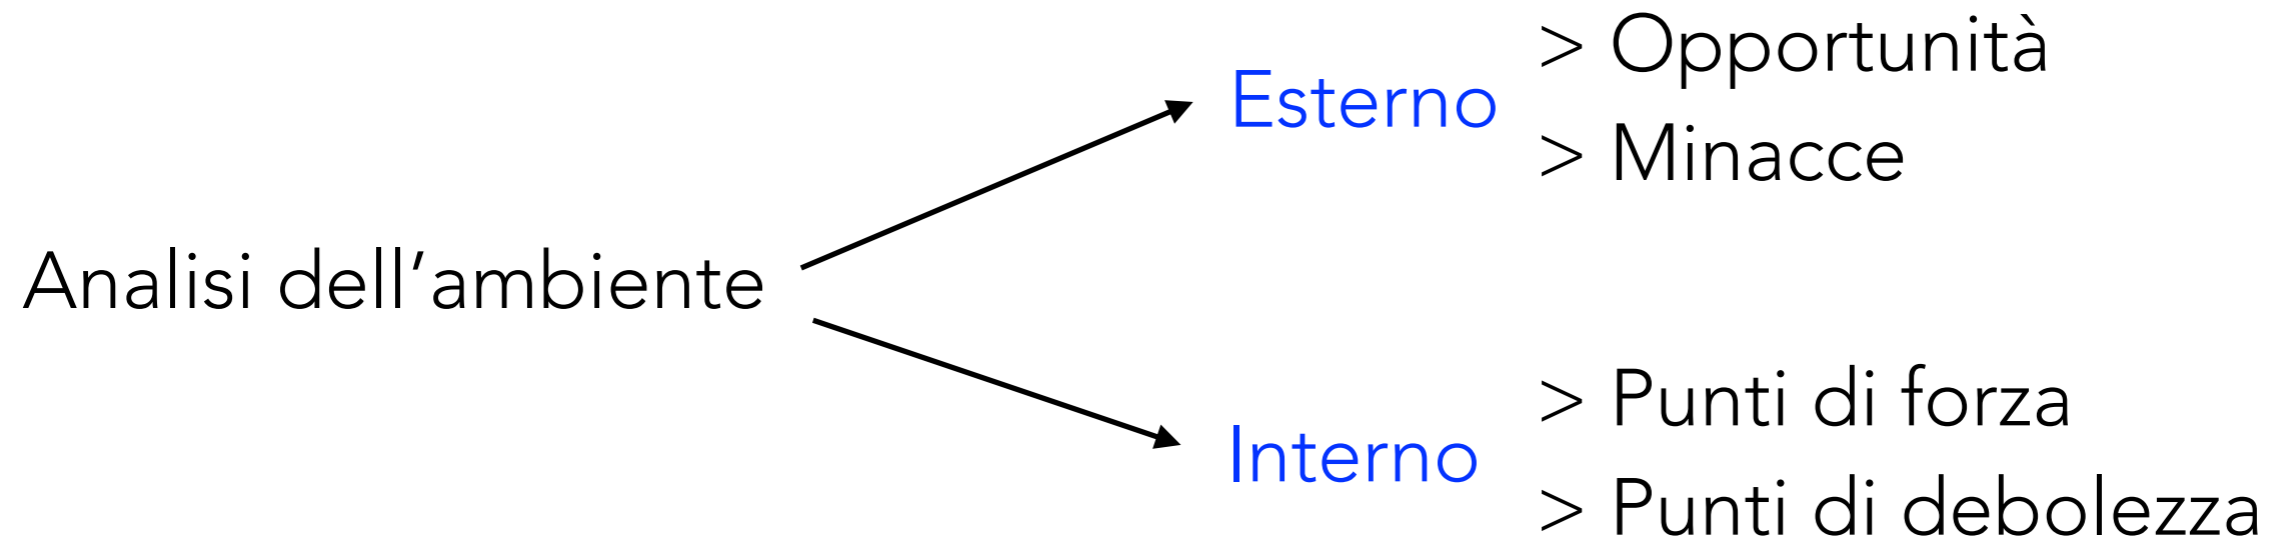 Analisi dell’ambiente
Esterno
> Opportunità
> Minacce
Interno
> Punti di forza
> Punti di debolezza